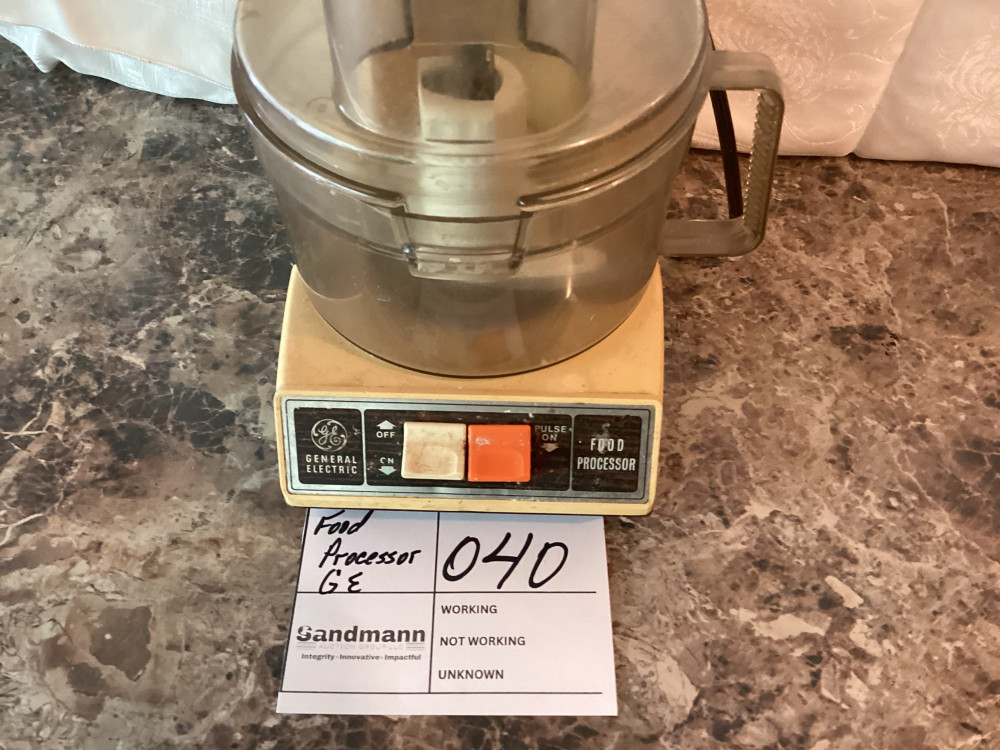 GE
GENERAL
ELECTRIC
OFF
ON
PULSE
ON
FOOD
PROCESSOR
Food
Processor
GE
040
Sandmann
AUCTION GROUP LLC
Integrity · Innovative · Impactful
WORKING
NOT WORKING
UNKNOWN